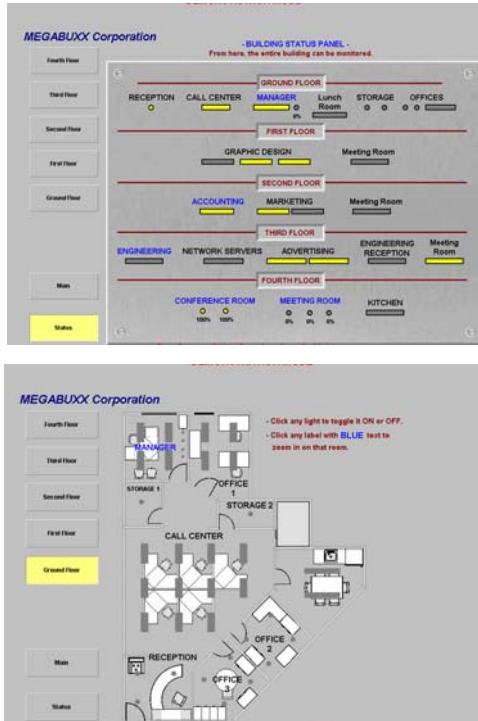 MEGABUXX Corporation
- BUILDING STATUS PANEL -
From here, the entire building can be monitored.
Fourth Floor
Third Floor
Second Floor
First Floor
Ground Floor
Main
Status
GROUND FLOOR
RECEPTION CALL CENTER MANAGER Lunch Room STORAGE OFFICES
0%
FIRST FLOOR
GRAPHIC DESIGN Meeting Room
SECOND FLOOR
ACCOUNTING MARKETING Meeting Room
THIRD FLOOR
ENGINEERING NETWORK SERVERS ADVERTISING ENGINEERING RECEPTION Meeting Room
FOURTH FLOOR
CONFERENCE ROOM MEETING ROOM KITCHEN
100% 100% 0% 0% 0%
MEGABUXX Corporation
Fourth Floor
Third Floor
Second Floor
First Floor
Ground Floor
Main
Status
- Click any light to toggle it ON or OFF.
- Click any label with BLUE text to
zoom in on that room.
MANAGER
STORAGE 1
OFFICE
1
STORAGE 2
CALL CENTER
OFFICE
2
RECEPTION
OFFICE
3